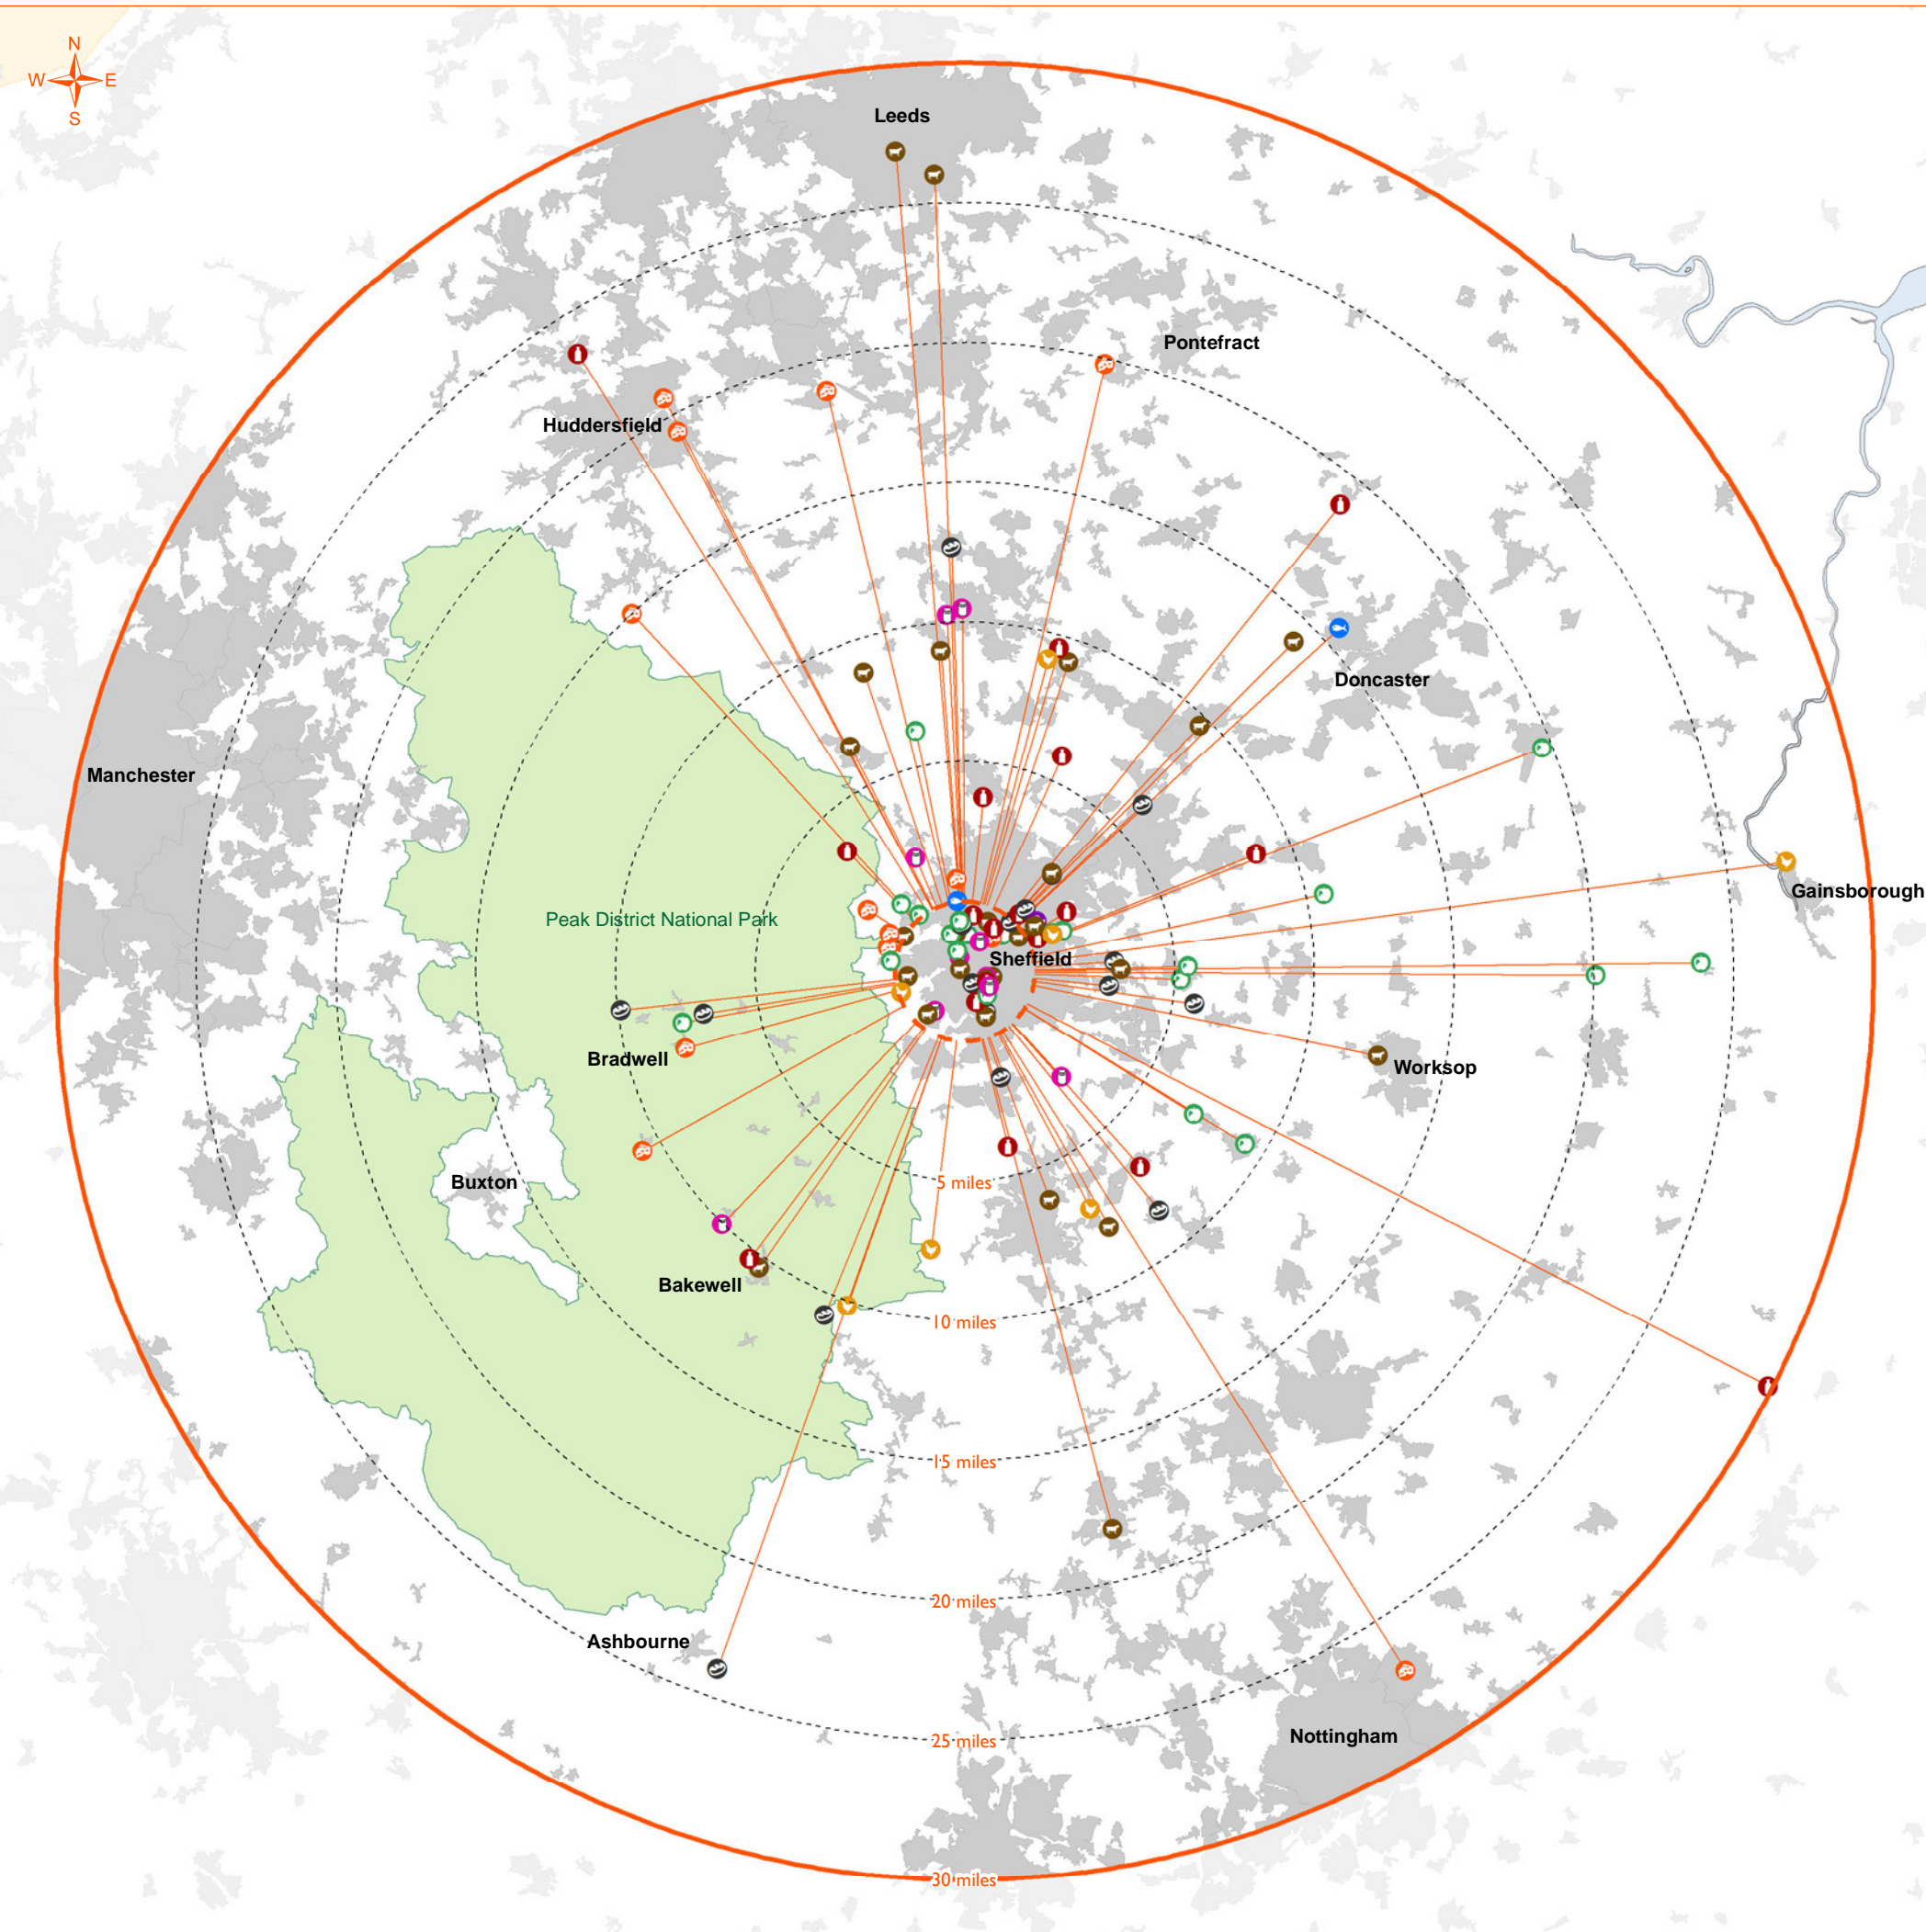 N
W E
S
Leeds
Pontefract
Huddersfield
Doncaster
Manchester
Gainsborough
Peak District National Park
Sheffield
Bradwell
Worksop
Buxton
5 miles
Bakewell
10 miles
15 miles
20 miles
Ashbourne
Nottingham
25 miles
30 miles